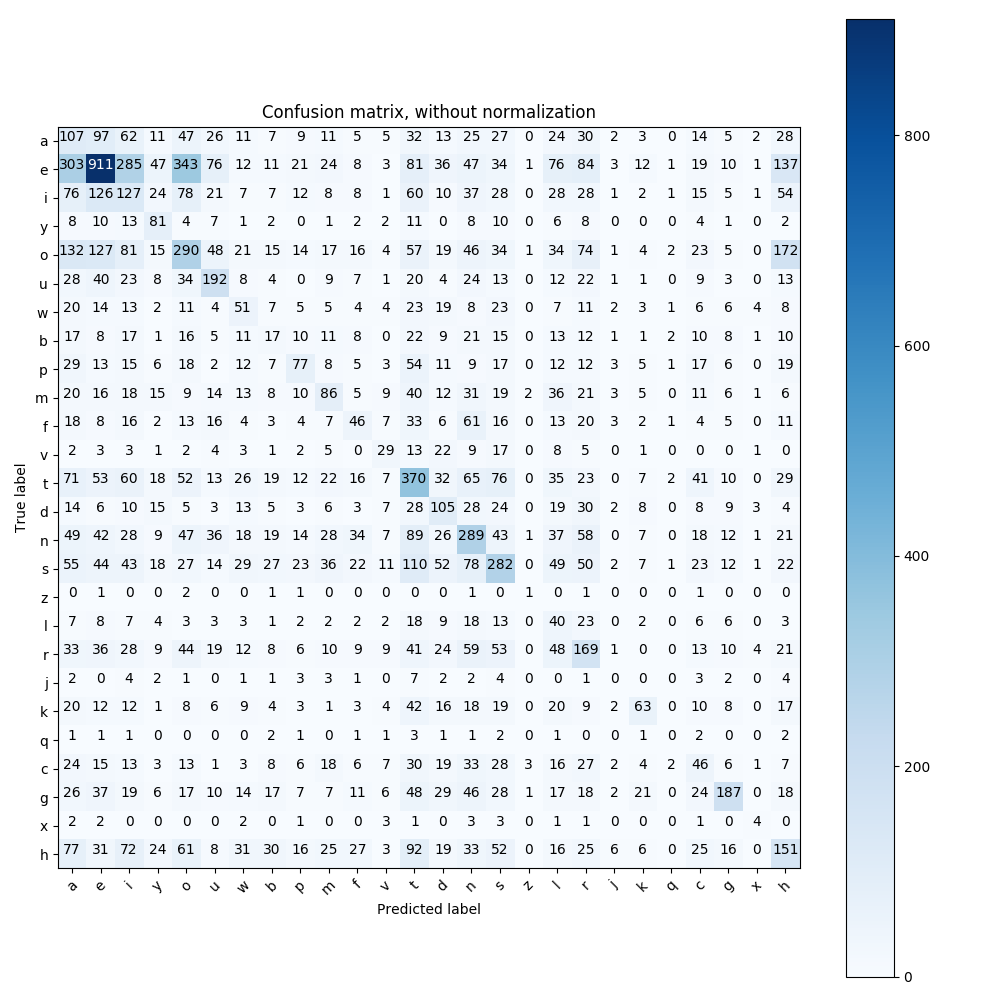 Confusion matrix, without normalization
a 107 97 62 11 47 26 11 7 9 11 5 5 32 13 25 27 0 24 30 2 3 0 14 5 2 28
e 303 911 285 47 343 76 12 11 21 24 8 3 81 36 47 34 1 76 84 3 12 1 19 10 1 137
i 76 126 127 24 78 21 7 7 12 8 8 1 60 10 37 28 0 28 28 1 2 1 15 5 1 54
y 8 10 13 81 4 7 1 2 0 1 2 2 11 0 8 10 0 6 8 0 0 0 4 1 0 2
o 132 127 81 15 290 48 21 15 14 17 16 4 57 19 46 34 1 34 74 1 4 2 23 5 0 172
u 28 40 23 8 34 192 8 4 0 9 7 1 20 4 24 13 0 12 22 1 1 0 9 3 0 13
w 20 14 13 2 11 4 51 7 5 5 4 4 23 19 8 23 0 7 11 2 3 1 6 6 4 8
b 17 8 17 1 16 5 11 17 10 11 8 0 22 9 21 15 0 13 12 1 1 2 10 8 1 10
p 29 13 15 6 18 2 12 7 77 8 5 3 54 11 9 17 0 12 12 3 5 1 17 6 0 19
m 20 16 18 15 9 14 13 8 10 86 5 9 40 12 31 19 2 36 21 3 5 0 11 6 1 6
f 18 8 16 2 13 16 4 3 4 7 46 7 33 6 61 16 0 13 20 3 2 1 4 5 0 11
v 2 3 3 1 2 4 3 1 2 5 0 29 13 22 9 17 0 8 5 0 1 0 0 0 1 0
t 71 53 60 18 52 13 26 19 12 22 16 7 370 32 65 76 0 35 23 0 7 2 41 10 0 29
d 14 6 10 15 5 3 13 5 3 6 3 7 28 105 28 24 0 19 30 2 8 0 8 9 3 4
n 49 42 28 9 47 36 18 19 14 28 34 7 89 26 289 43 1 37 58 0 7 0 18 12 1 21
s 55 44 43 18 27 14 29 27 23 36 22 11 110 52 78 282 0 49 50 2 7 1 23 12 1 22
z 0 1 0 0 2 0 0 1 1 0 0 0 0 0 1 0 1 0 1 0 0 0 1 0 0 0
l 7 8 7 4 3 3 3 1 2 2 2 2 18 9 18 13 0 40 23 0 2 0 6 6 0 3
r 33 36 28 9 44 19 12 8 6 10 9 9 41 24 59 53 0 48 169 1 0 0 13 10 4 21
j 2 0 4 2 1 0 1 1 3 3 1 0 7 2 2 4 0 0 1 0 0 0 3 2 0 4
k 20 12 12 1 8 6 9 4 3 1 3 4 42 16 18 19 0 20 9 2 63 0 10 8 0 17
q 1 1 1 0 0 0 0 2 1 0 1 1 3 1 1 2 0 1 0 0 1 0 2 0 0 2
c 24 15 13 3 13 1 3 8 6 18 6 7 30 19 33 28 3 16 27 2 4 2 46 6 1 7
g 26 37 19 6 17 10 14 17 7 7 11 6 48 29 46 28 1 17 18 2 21 0 24 187 0 18
x 2 2 0 0 0 0 2 0 1 0 0 3 1 0 3 3 0 1 1 0 0 0 1 0 4 0
h 77 31 72 24 61 8 31 30 16 25 27 3 92 19 33 52 0 16 25 6 6 0 25 16 0 151
a e i y o u w b p m f v t d n s z l r j k q c g x h
True label
Predicted label
800
600
400
200
0